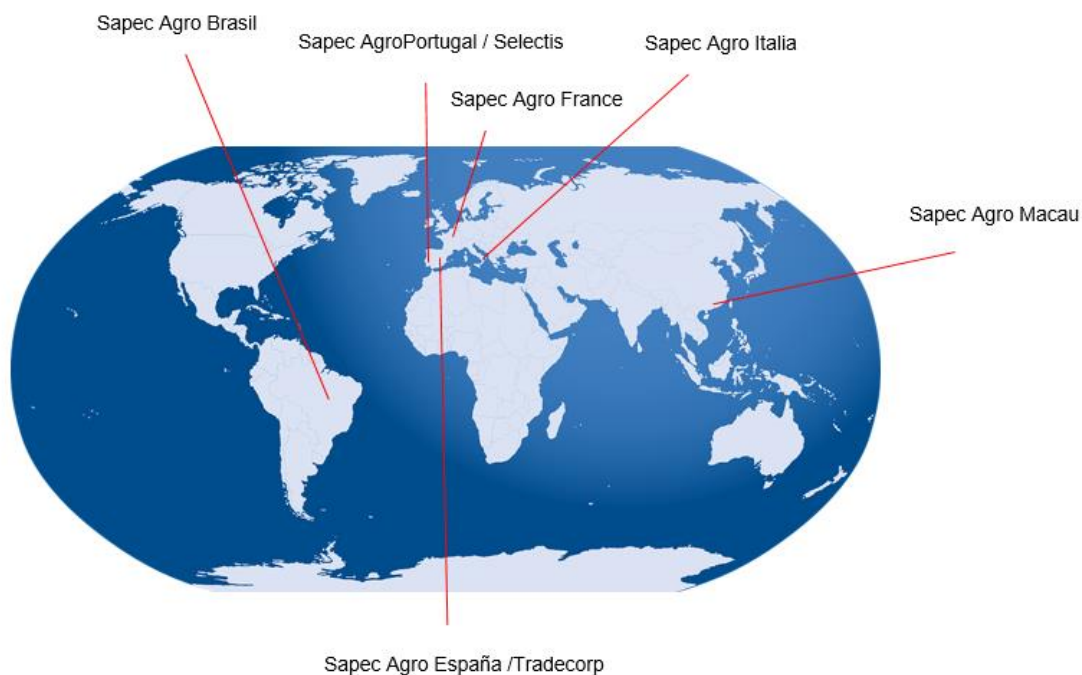 Sapec Agro Brasil
Sapec AgroPortugal / Selectis
Sapec Agro Italia
Sapec Agro France
Sapec Agro Macau
Sapec Agro España /Tradecorp